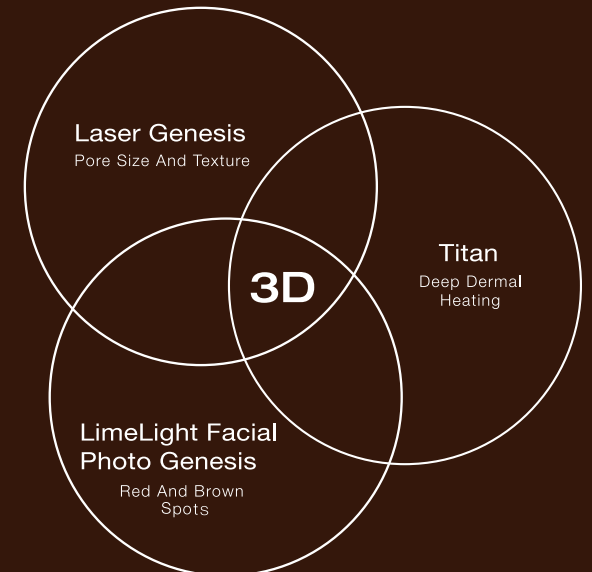 Laser Genesis
Pore Size And Texture
Titan
Deep Dermal
Heating
3D
LimeLight Facial
Photo Genesis
Red And Brown
Spots